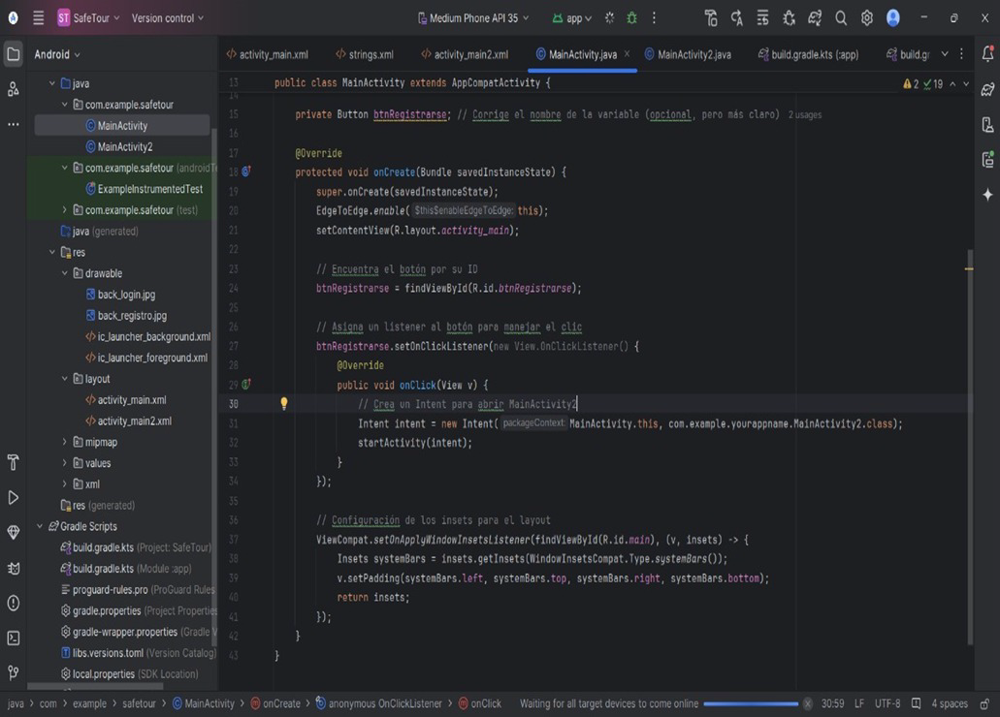 ST SafeTour Version control Medium Phone API 35 app
Android
activity_main.xml strings.xml activity_main2.xml MainActivity.java MainActivity2.java build.gradle.kts (:app) build.gr
java
com.example.safetour
MainActivity
MainActivity2
com.example.safetour (androidT
ExampleInstrumentedTest
com.example.safetour (test)
java (generated)
res
drawable
back_login.jpg
back_registro.jpg
ic_launcher_background.xml
ic_launcher_foreground.xml
layout
activity_main.xml
activity_main2.xml
mipmap
values
xml
res (generated)
Gradle Scripts
build.gradle.kts (Project: SafeTour)
build.gradle.kts (Module :app)
proguard-rules.pro (ProGuard Rules
gradle.properties (Project Properties
gradle-wrapper.properties (Gradle V
libs.versions.toml (Version Catalog)
local.properties (SDK Location)
2 19
13 public class MainActivity extends AppCompatActivity {
14
15 private Button btnRegistrarse; // Corrige el nombre de la variable (opcional, pero más claro) 2 usages
16
17 @Override
18 protected void onCreate(Bundle savedInstanceState) {
19 super.onCreate(savedInstanceState);
20 EdgeToEdge.enable( $this$enableEdgeToEdge: this);
21 setContentView(R.layout.activity_main);
22
23 // Encuentra el botón por su ID
24 btnRegistrarse = findViewById(R.id.btnRegistrarse);
25
26 // Asigna un listener al botón para manejar el clic
27 btnRegistrarse.setOnClickListener(new View.OnClickListener() {
28 @Override
29 public void onClick(View v) {
30 // Crea un Intent para abrir MainActivity2
31 Intent intent = new Intent( packageContext: MainActivity.this, com.example.yourappname.MainActivity2.class);
32 startActivity(intent);
33 }
34 });
35
36 // Configuración de los insets para el layout
37 ViewCompat.setOnApplyWindowInsetsListener(findViewById(R.id.main), (v, insets) -> {
38 Insets systemBars = insets.getInsets(WindowInsetsCompat.Type.systemBars());
39 v.setPadding(systemBars.left, systemBars.top, systemBars.right, systemBars.bottom);
40 return insets;
41 });
42 }
43 }
java > com > example > safetour > MainActivity > onCreate > anonymous OnClickListener > onClick Waiting for all target devices to come online 30:59 LF UTF-8 4 spaces